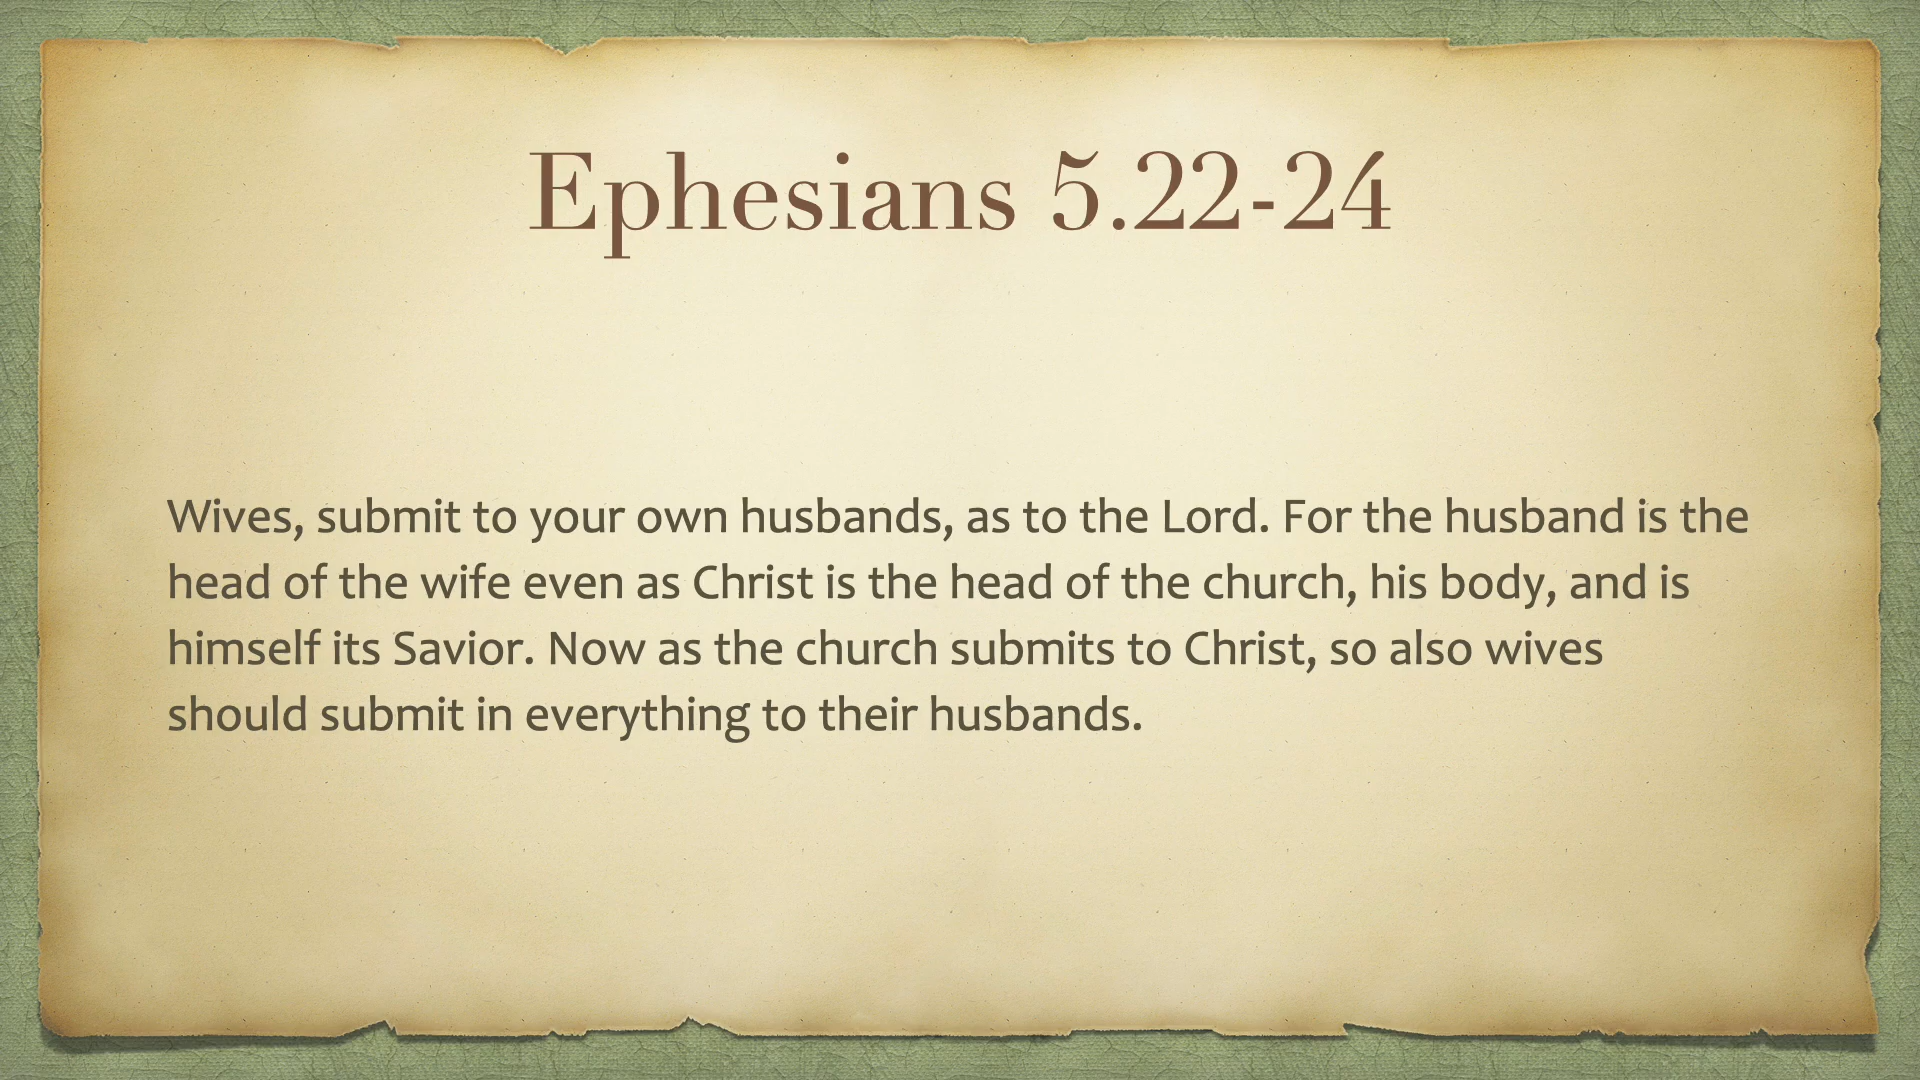 Ephesians 5.22-24
Wives, submit to your own husbands, as to the Lord. For the husband is the
head of the wife even as Christ is the head of the church, his body, and is
himself its Savior. Now as the church submits to Christ, so also wives
should submit in everything to their husbands.